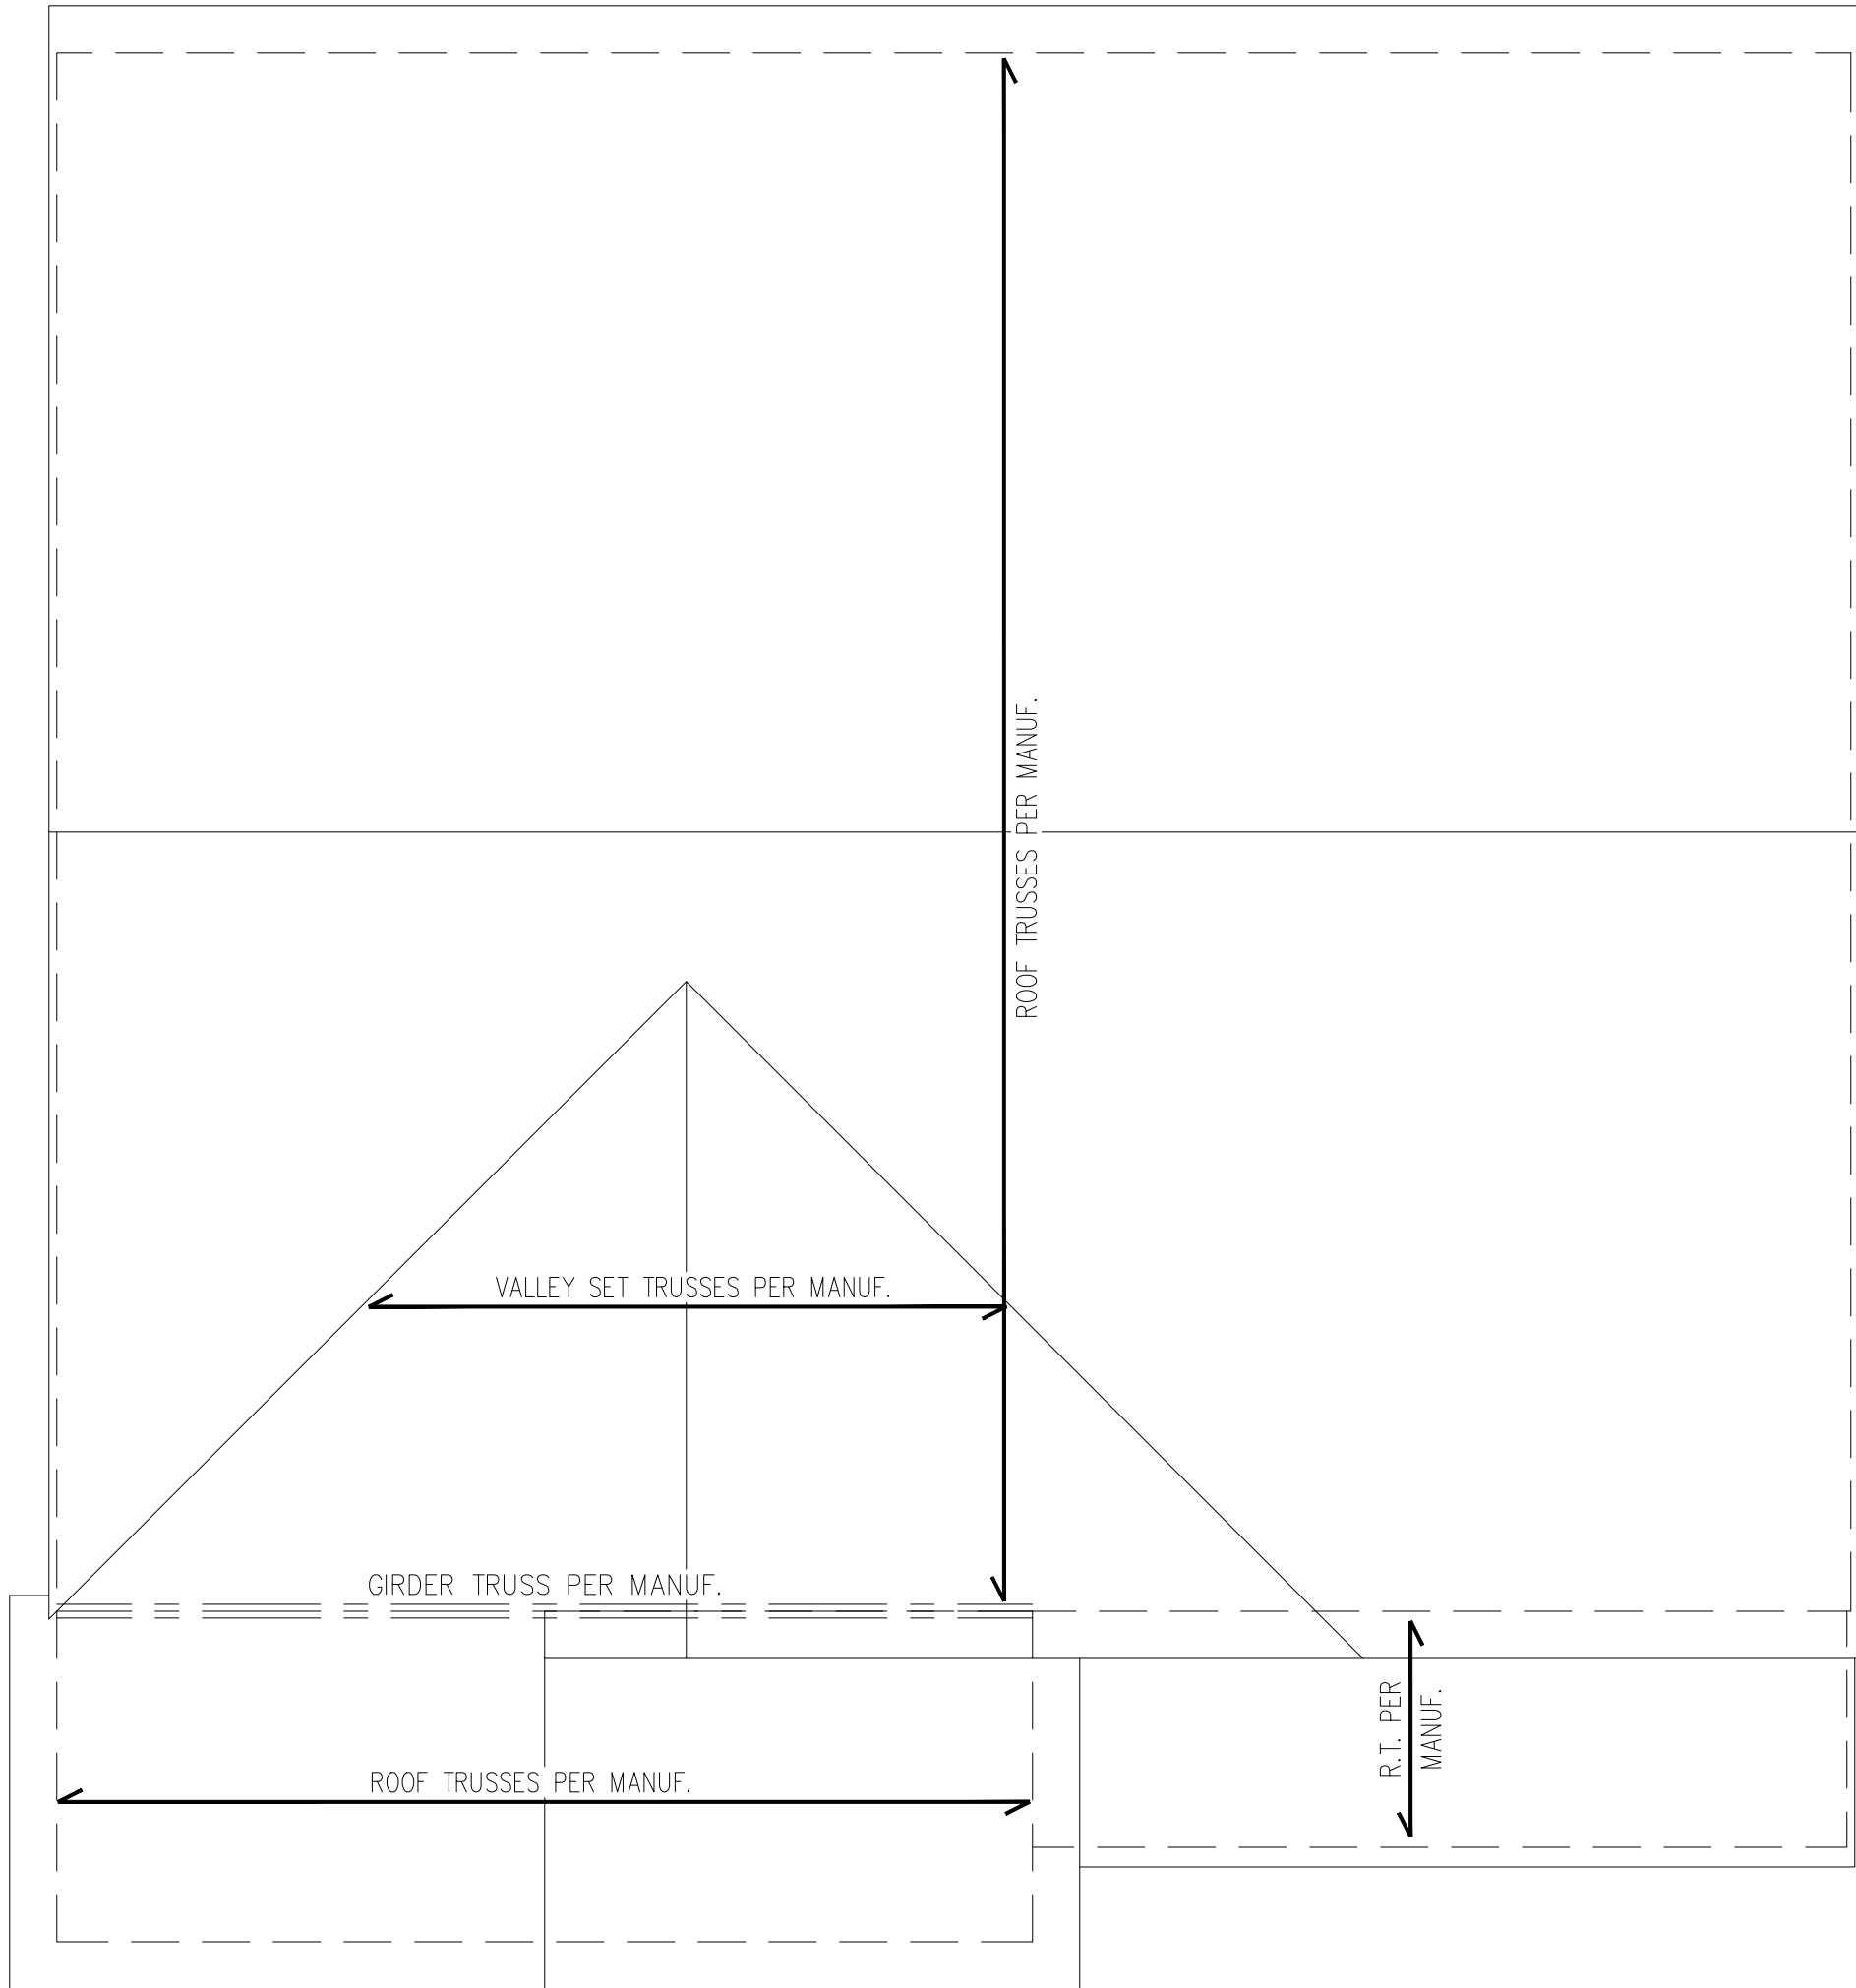 ROOF TRUSSES PER MANUF.
VALLEY SET TRUSSES PER MANUF.
GIRDER TRUSS PER MANUF.
R.T. PER
MANUF.
ROOF TRUSSES PER MANUF.